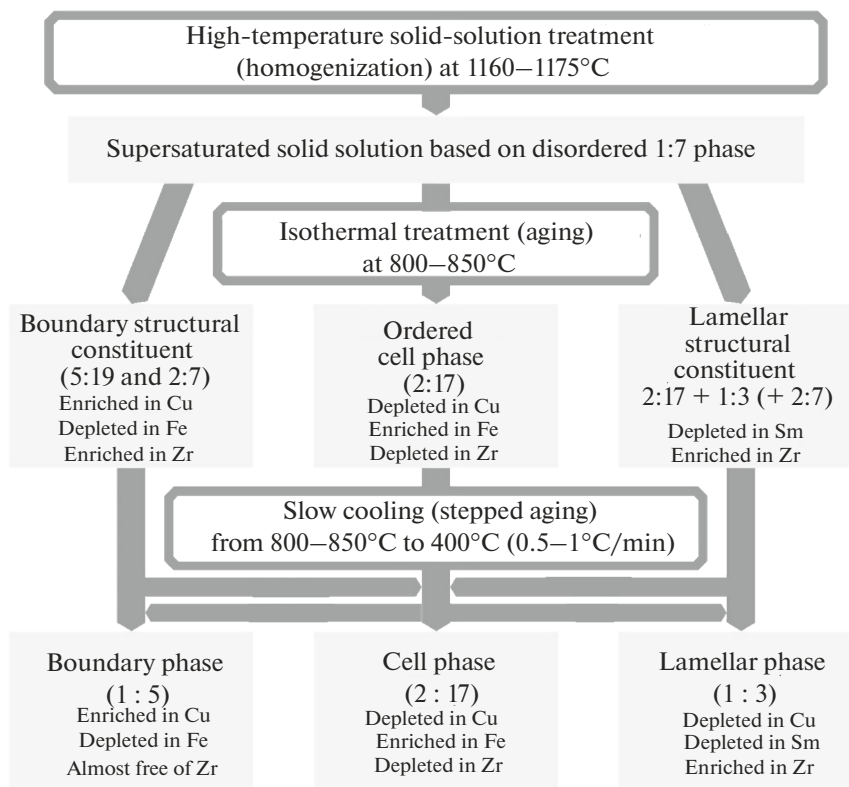 High-temperature solid-solution treatment
(homogenization) at 1160–1175°C
Supersaturated solid solution based on disordered 1:7 phase
Isothermal treatment (aging)
at 800–850°C
Boundary structural
constituent
(5:19 and 2:7)
Enriched in Cu
Depleted in Fe
Enriched in Zr
Ordered
cell phase
(2:17)
Depleted in Cu
Enriched in Fe
Depleted in Zr
Lamellar
structural
constituent
2:17 + 1:3 (+ 2:7)
Depleted in Sm
Enriched in Zr
Slow cooling (stepped aging)
from 800–850°C to 400°C (0.5–1°C/min)
Boundary phase
(1 : 5)
Enriched in Cu
Depleted in Fe
Almost free of Zr
Cell phase
(2 : 17)
Depleted in Cu
Enriched in Fe
Depleted in Zr
Lamellar phase
(1 : 3)
Depleted in Cu
Depleted in Sm
Enriched in Zr